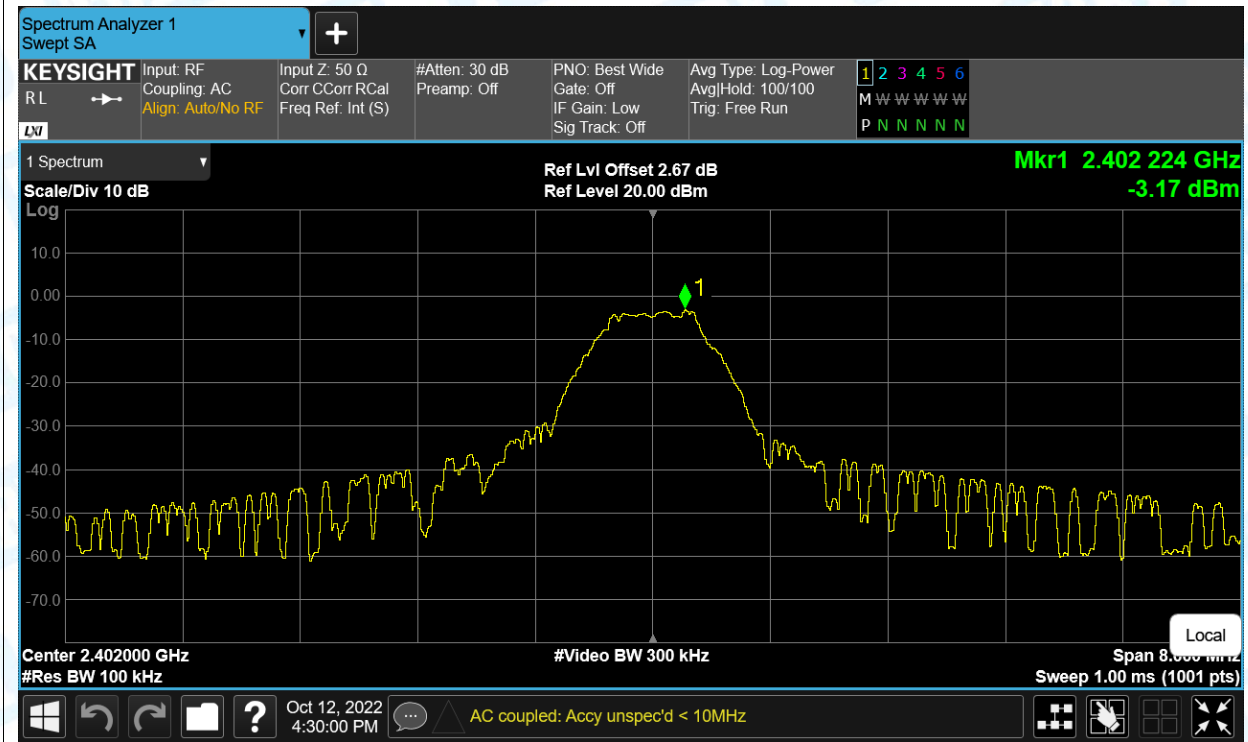 Spectrum Analyzer 1
Swept SA
KEYSIGHT
R L
LXI
Input: RF
Coupling: AC
Align: Auto/No RF
Input Z: 50 Ω
Corr CCorr RCal
Freq Ref: Int (S)
#Atten: 30 dB
Preamp: Off
PNO: Best Wide
Gate: Off
IF Gain: Low
Sig Track: Off
Avg Type: Log-Power
Avg|Hold: 100/100
Trig: Free Run
1 2 3 4 5 6
M W W W W W
P N N N N N
1 Spectrum
Scale/Div 10 dB
Ref Lvl Offset 2.67 dB
Ref Level 20.00 dBm
Mkr1 2.402 224 GHz
-3.17 dBm
Log
10.0
0.00
-10.0
-20.0
-30.0
-40.0
-50.0
-60.0
-70.0
1
Local
Center 2.402000 GHz
#Res BW 100 kHz
#Video BW 300 kHz
Span 8.000 MHz
Sweep 1.00 ms (1001 pts)
?
Oct 12, 2022
4:30:00 PM
AC coupled: Accy unspec'd < 10MHz